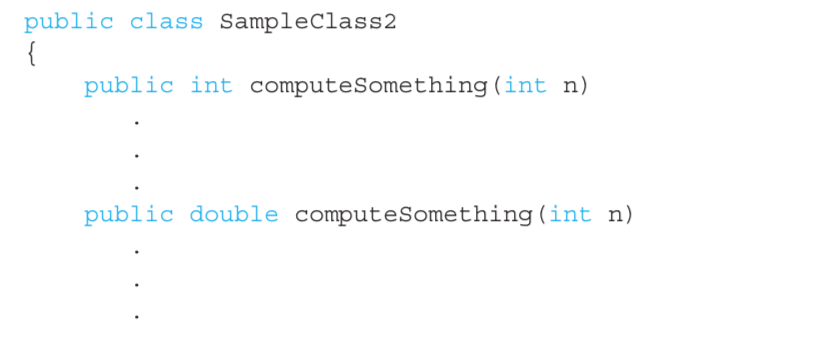 public class SampleClass2
{
    public int computeSomething(int n)
        .
        .
        .
    public double computeSomething(int n)
        .
        .
        .